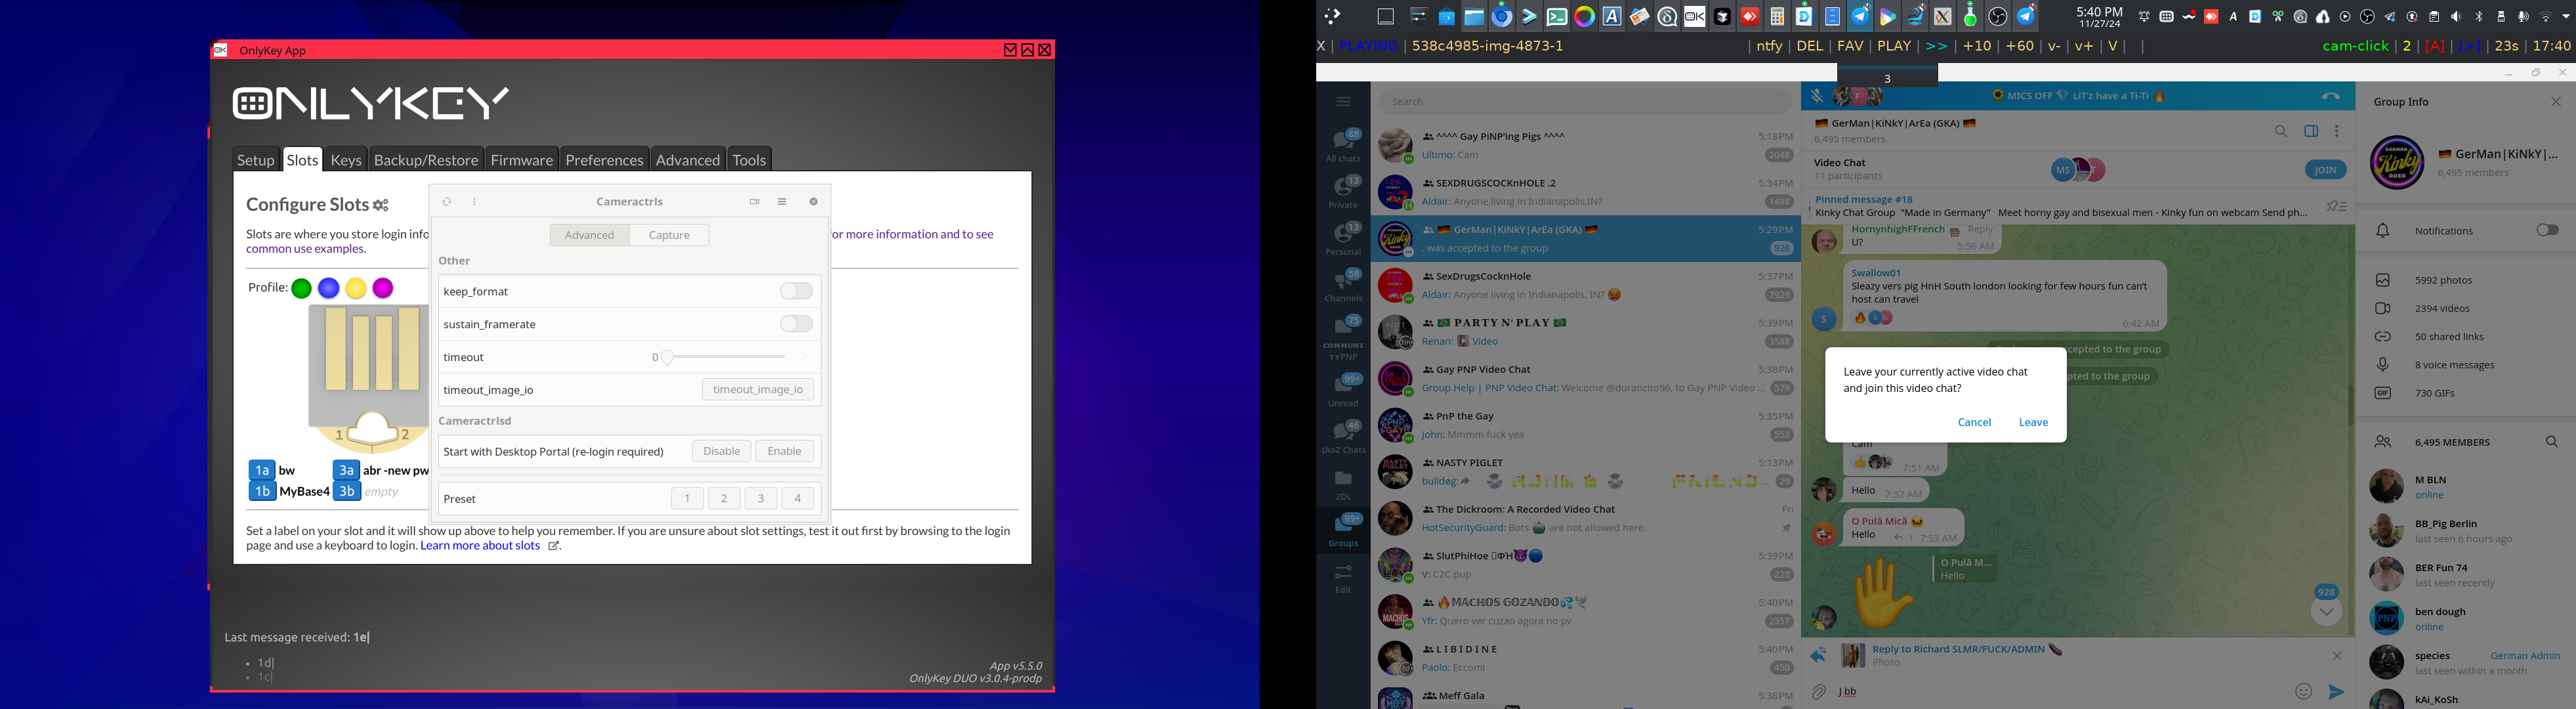 OnlyKey App
ONLYKEY
Setup Slots Keys Backup/Restore Firmware Preferences Advanced Tools
Configure Slots
Slots are where you store login info
or more information and to see
common use examples.
Profile:
1 2
1a bw 3a abr -new pw
1b MyBase4 3b empty
Set a label on your slot and it will show up above to help you remember. If you are unsure about slot settings, test it out first by browsing to the login
page and use a keyboard to login. Learn more about slots .
Last message received: 1e|
1d|
1c|
App v5.5.0
OnlyKey DUO v3.0.4-prodp
Cameractrls
Advanced Capture
Other
keep_format
sustain_framerate
timeout 0
timeout_image_io timeout_image_io
Cameractrlsd
Start with Desktop Portal (re-login required) Disable Enable
Preset 1 2 3 4
5:40 PM
11/27/24
X | PLAYING | 538c4985-img-4873-1 | ntfy | DEL | FAV | PLAY | >> | +10 | +60 | v- | v+ | V | |
cam-click | 2 | [A] | [>] | 23s | 17:40
3
Search
88
All chats
13
Private
13
Personal
58
Channels
75
COMMUNITYPNP
99+
Unread
46
tAoZ Chats
2DL
99+
Groups
Edit
^^^^ Gay PiNP'ing Pigs ^^^^ 5:18PM
Ultimo: Cam 2048
SEXDRUGSCOCKnHOLE .2 5:34PM
Aldair: Anyone living in Indianapolis,IN? 1498
🇩🇪 GerMan|KiNkY|ArEa (GKA) 🇩🇪 5:29PM
. was accepted to the group 928
SexDrugsCocknHole 5:37PM
Aldair: Anyone living in Indianapolis, IN? 🥵 7929
🇧🇷 𝐏𝐀𝐑𝐓𝐘 𝐍' 𝐏𝐋𝐀𝐘 🇧🇷 5:39PM
Renan: Video 3588
Gay PNP Video Chat 5:38PM
Group Help | PNP Video Chat: Welcome @durancito96, to Gay PNP Video ... 579
PnP the Gay 5:35PM
John: Mmmm fuck yea 552
NASTY PIGLET 5:13PM
bulldøg: 29
The Dickroom: A Recorded Video Chat Fri
HotSecurityGuard: Bots 🤖 are not allowed here.
SlutPhiHoe ΦΉ😈🔵 5:39PM
V: C2C pup 223
🔥𝕄𝔸ℂℍ𝕆𝕊 𝔾𝕆ℤ𝔸ℕ𝔻𝕆💦🕊 5:40PM
Yfr: Quero ver cuzao agora no pv 2357
L I B I D I N E 5:40PM
Paolo: Eccomi 450
Meff Gala 5:38PM
🌻 MICS OFF 💎 LiT'z have a Ti-Ti 🔥
🇩🇪 GerMan|KiNkY|ArEa (GKA) 🇩🇪
6,495 members
Video Chat
11 participants
MS T
JOIN
Pinned message #18
Kinky Chat Group "Made in Germany" Meet horny gay and bisexual men - Kinky fun on webcam Send ph...
HornynhighFFrench Reply
U? 5:56 AM
Swallow01
Sleazy vers pig HnH South london looking for few hours fun can't
host can travel
6:42 AM
S
cepted to the group
pted to the group
Leave your currently active video chat
and join this video chat?
Cancel Leave
Cam
7:51 AM
Hello 7:52 AM
O Pulă Mică
Hello 1 7:53 AM
O Pulă M...
Hello
928
Reply to Richard SLMR/FUCK/ADMIN 🍆
Photo
J bb
Group Info
GERMAN
Kinky
AREA
🇩🇪 GerMan|KiNkY|...
6,495 members
Notifications
5992 photos
2394 videos
50 shared links
8 voice messages
GIF 730 GIFs
6,495 MEMBERS
M BLN
online
BB_Pig Berlin
last seen 6 hours ago
BER Fun 74
last seen recently
PNP
ben dough
online
species German Admin
last seen within a month
kAi_KoSh